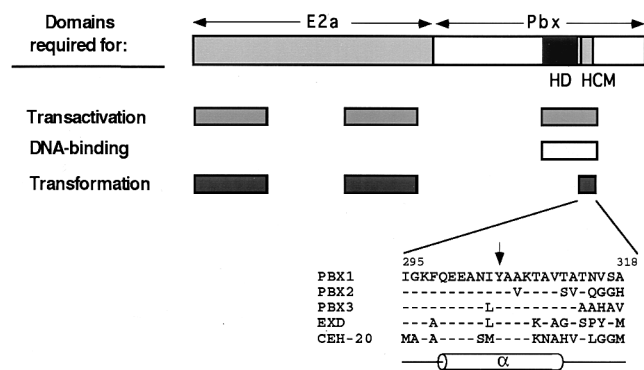 Domains
required for:
E2a
Pbx
HD HCM
Transactivation
DNA-binding
Transformation
295 318
PBX1 IGKFQEEANIYAAKTAVTATNVSA
PBX2 -------------V----SV-QGGH
PBX3 ---------L---------AAHAV
EXD ---A-----L----K-AG-SPY-M
CEH-20 MA-A----SM----KNAHV-LGGM
α